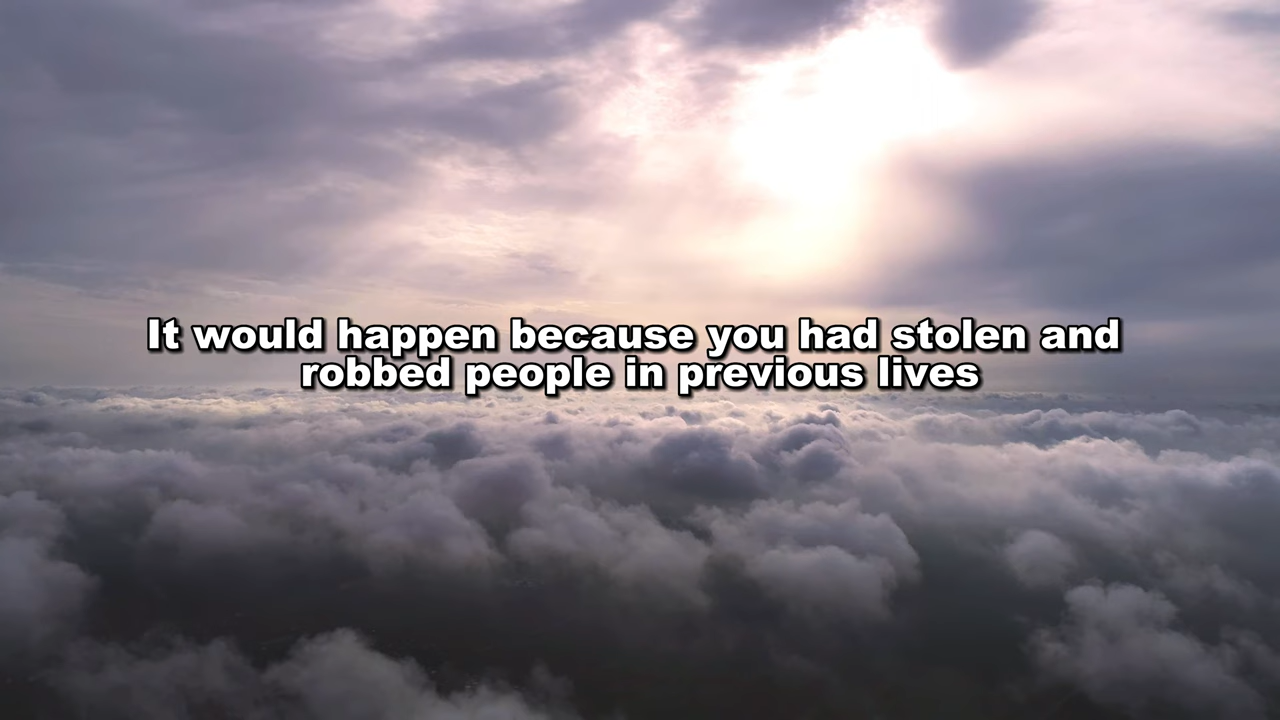 It would happen because you had stolen and
robbed people in previous lives